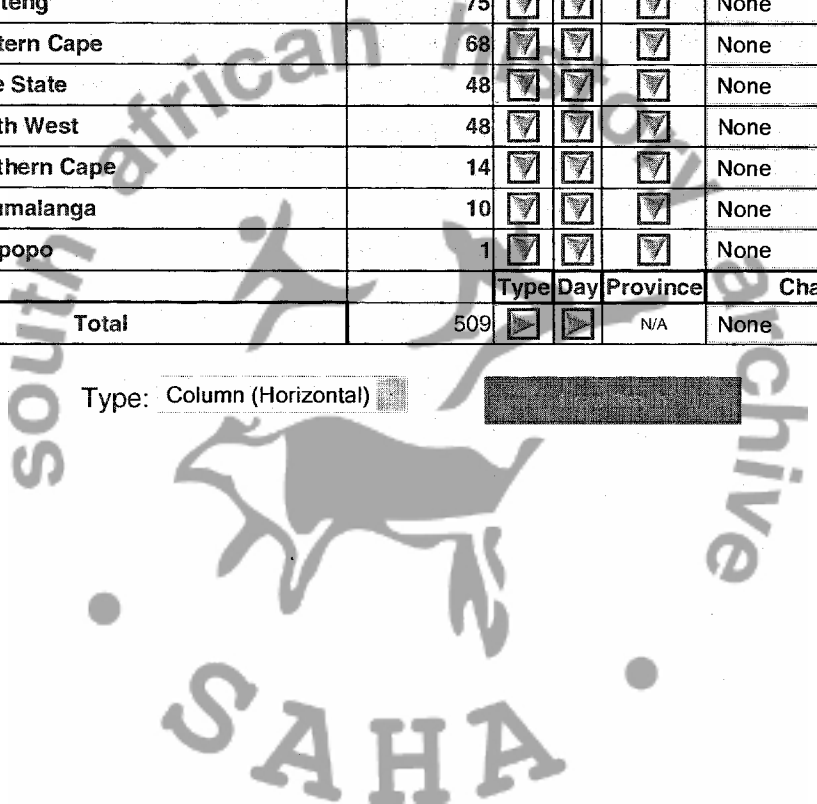 teng 75 None
tern Cape 68 None
e State 48 None
th West 48 None
thern Cape 14 None
umalanga 10 None
popo 1 None
Type Day Province Cha
Total 509 N/A None
Type: Column (Horizontal)
south african history archive
SAHA